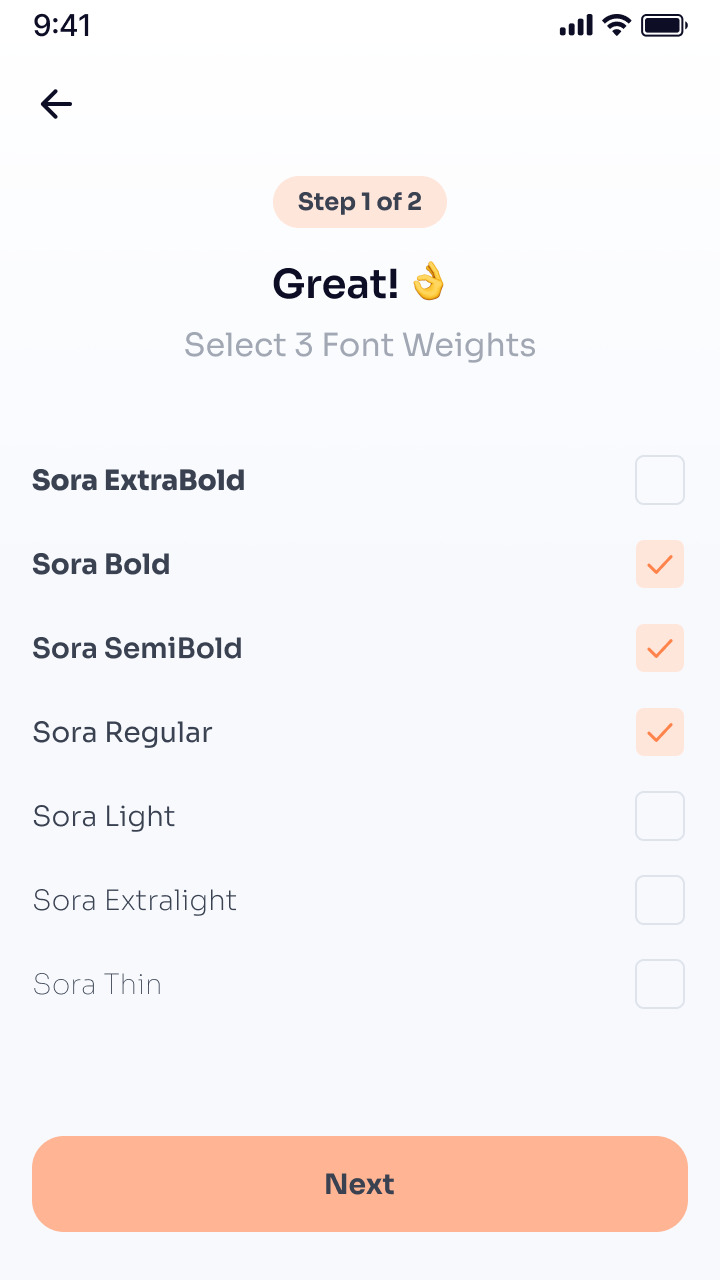 9:41
Step 1 of 2
Great! 👌
Select 3 Font Weights
Sora ExtraBold
Sora Bold
Sora SemiBold
Sora Regular
Sora Light
Sora Extralight
Sora Thin
Next